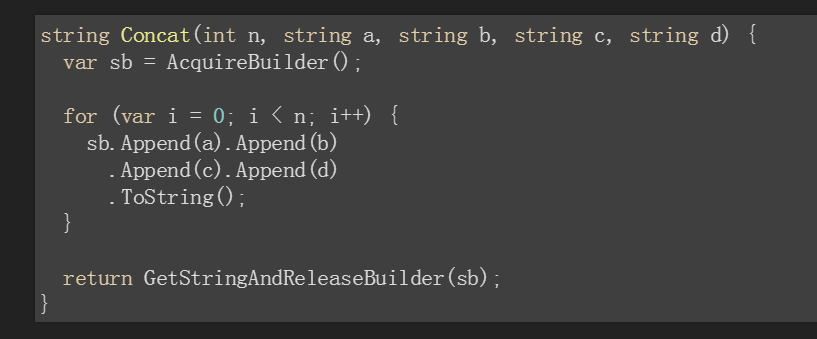 string Concat(int n, string a, string b, string c, string d) {
  var sb = AcquireBuilder();

  for (var i = 0; i < n; i++) {
    sb.Append(a).Append(b)
      .Append(c).Append(d)
      .ToString();
  }

  return GetStringAndReleaseBuilder(sb);
}